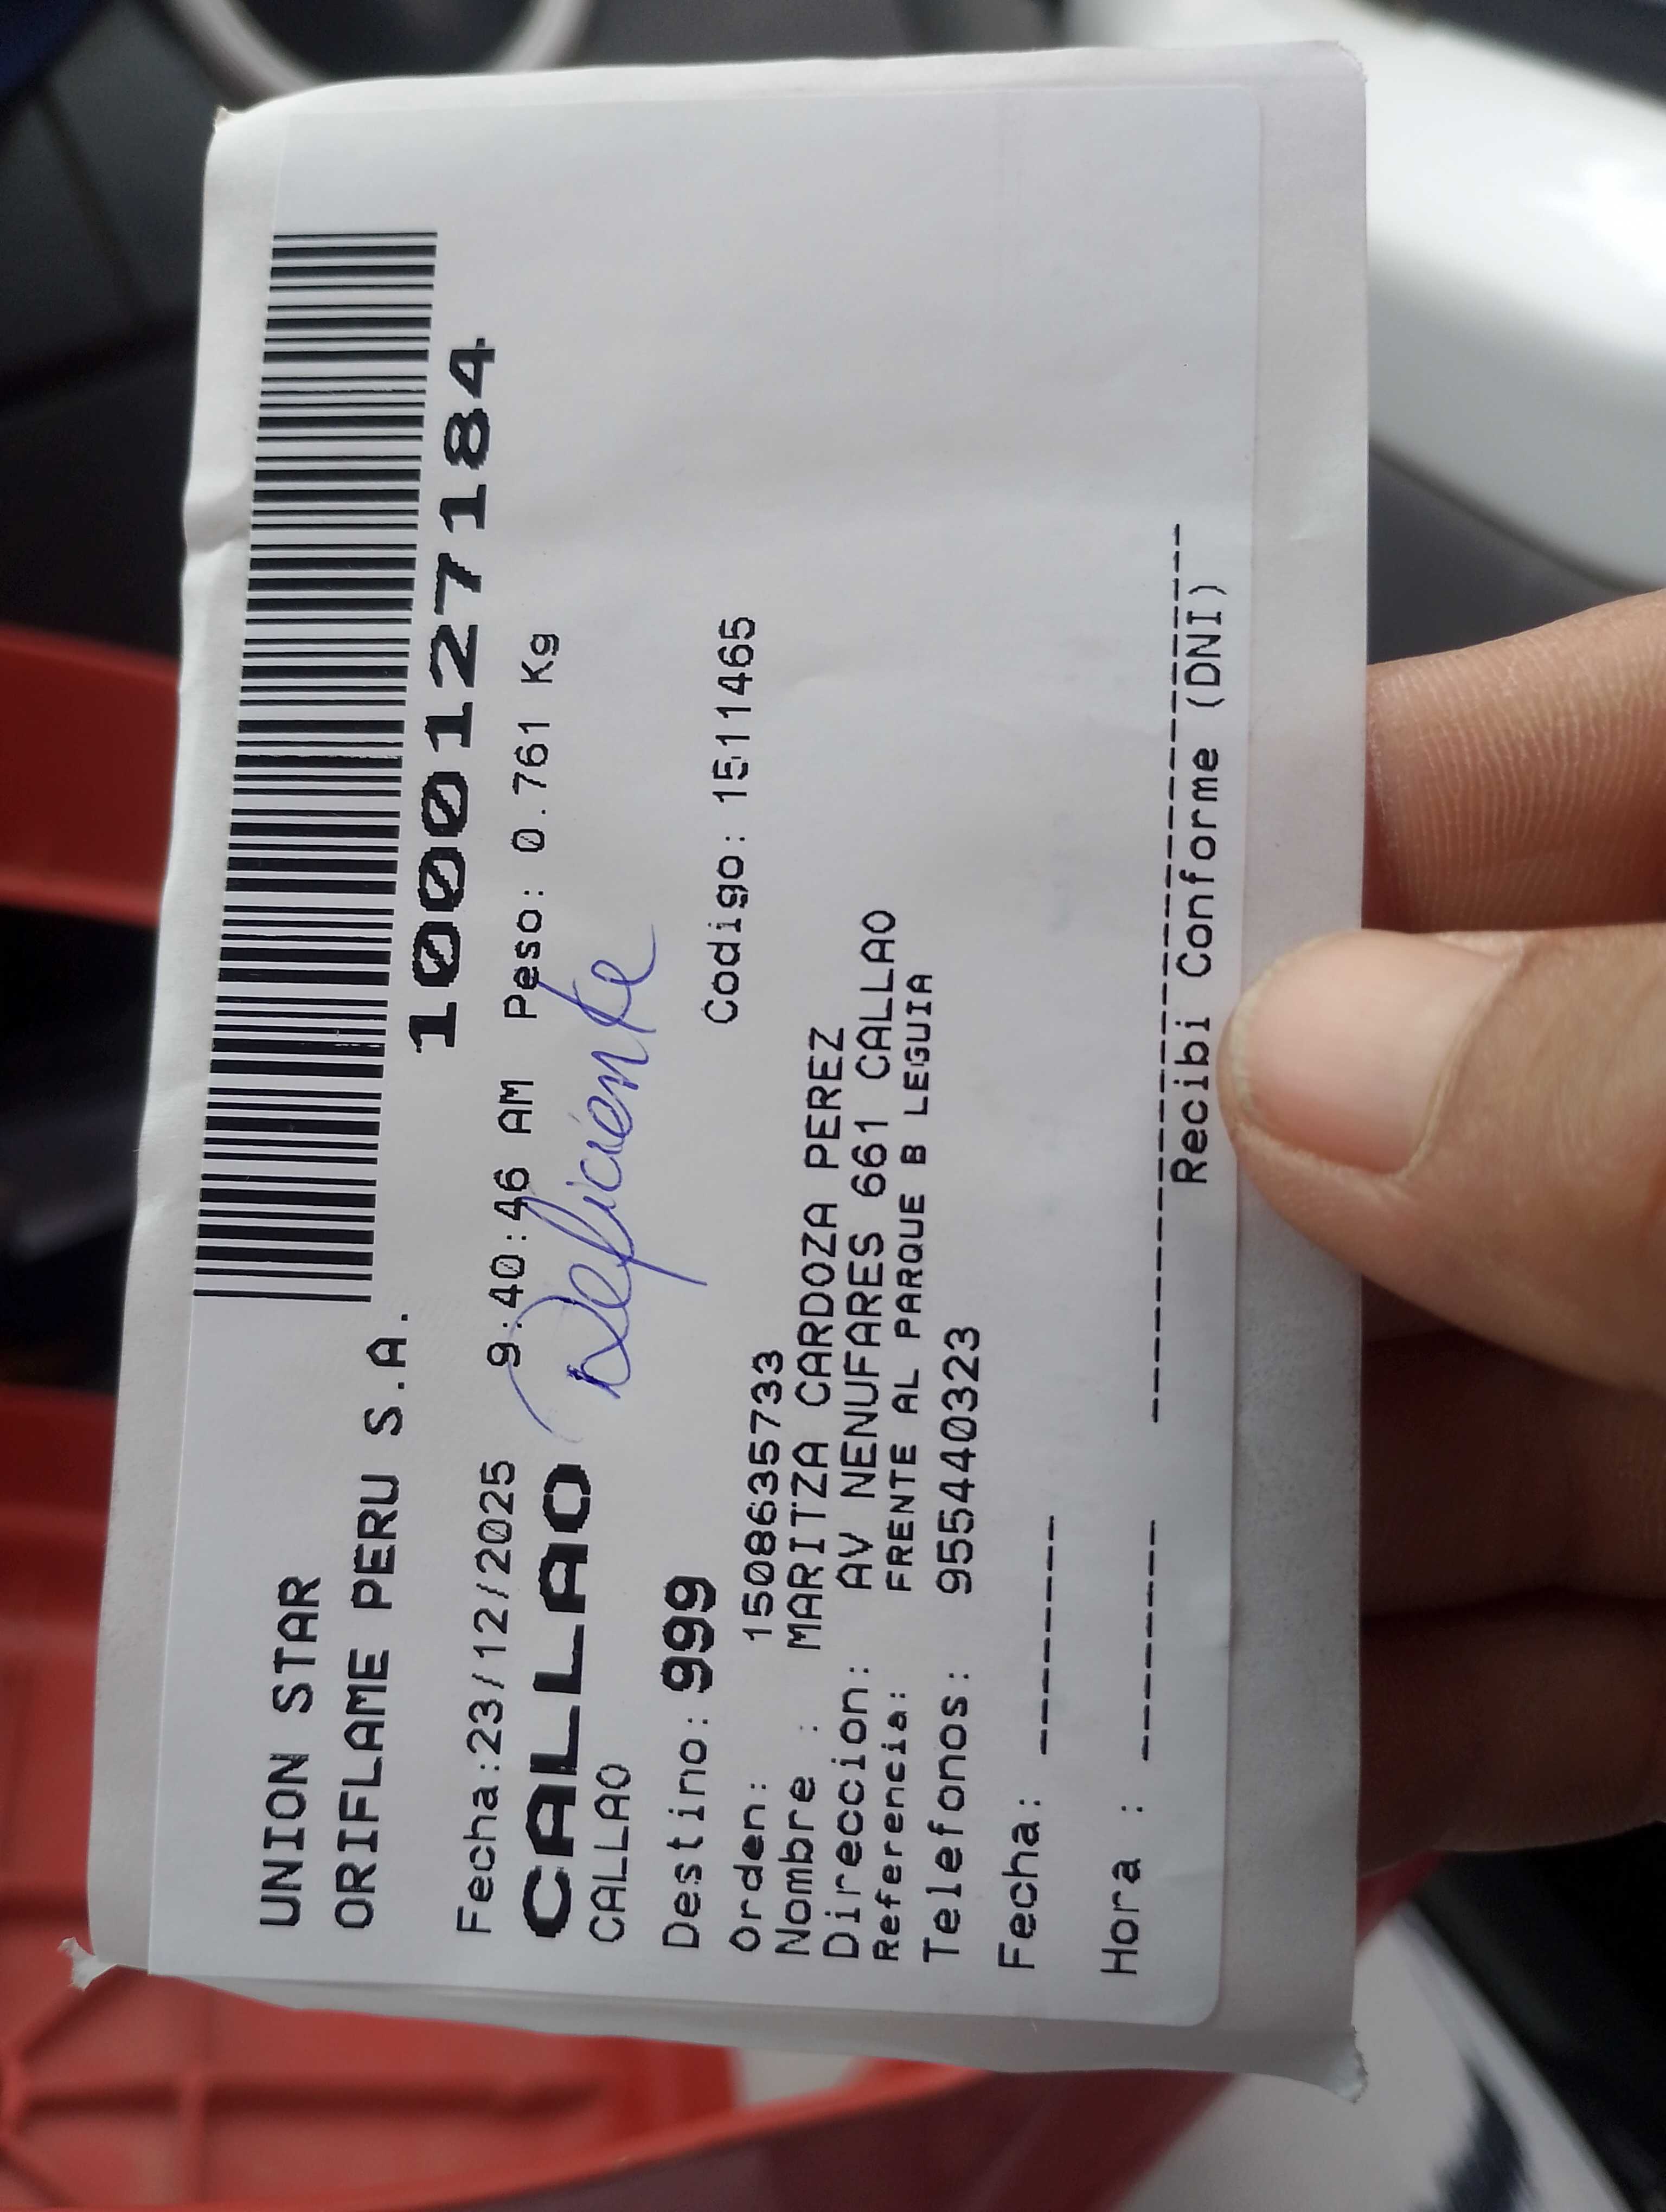 UNION STAR
ORIFLAME PERU S.A.
1000127184
Fecha:23/12/2025 9:40:46 AM Peso: 0.761 Kg
CALLAO Deficiente
CALLAO
Destino: 999 Codigo: 1511465
Orden: 1508635733
Nombre : MARITZA CARDOZA PEREZ
Direccion: AV NENUFARES 661 CALLAO
Referencia: FRENTE AL PARQUE B LEGUIA
Telefonos: 955440323
Fecha: -------
Hora : ------- --------------------------
Recibi Conforme (DNI)